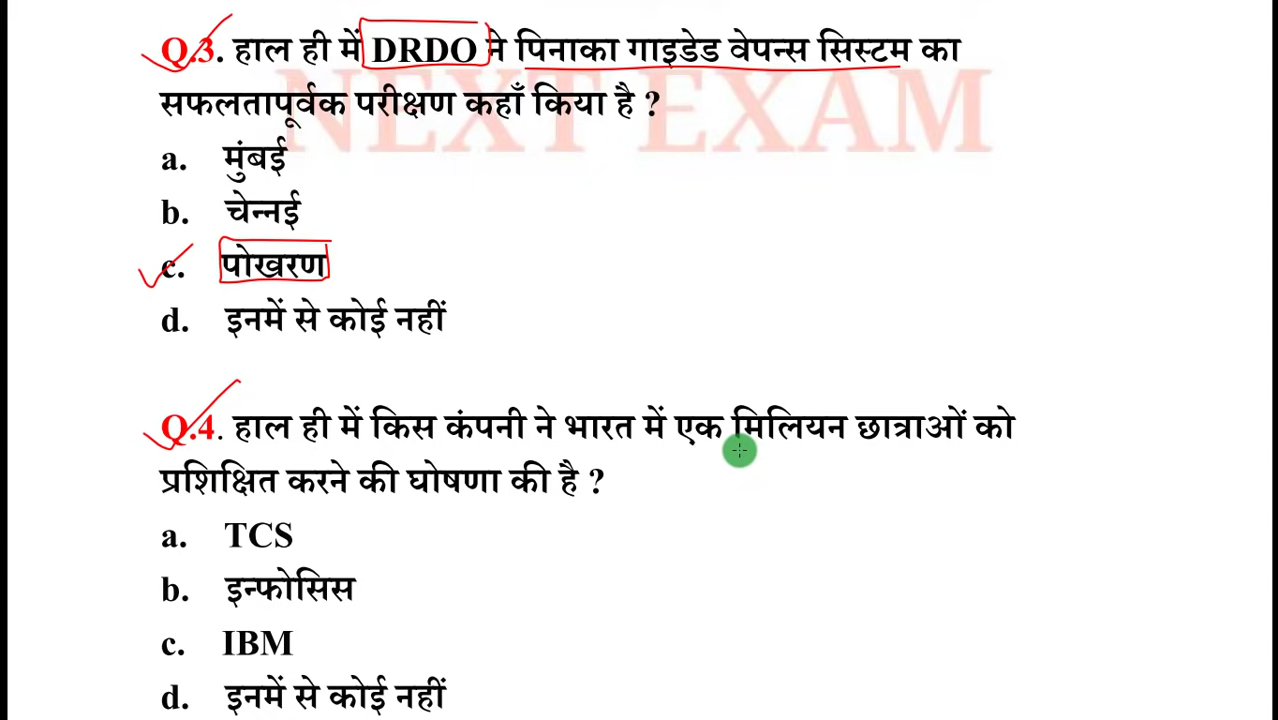 Q.3. हाल ही में DRDO ने पिनाका गाइडेड वेपन्स सिस्टम का
सफलतापूर्वक परीक्षण कहाँ किया है ?
NEXT EXAM
a. मुंबई
b. चेन्नई
c. पोखरण
d. इनमें से कोई नहीं
Q.4. हाल ही में किस कंपनी ने भारत में एक मिलियन छात्राओं को
प्रशिक्षित करने की घोषणा की है ?
a. TCS
b. इन्फोसिस
c. IBM
d. इनमें से कोई नहीं